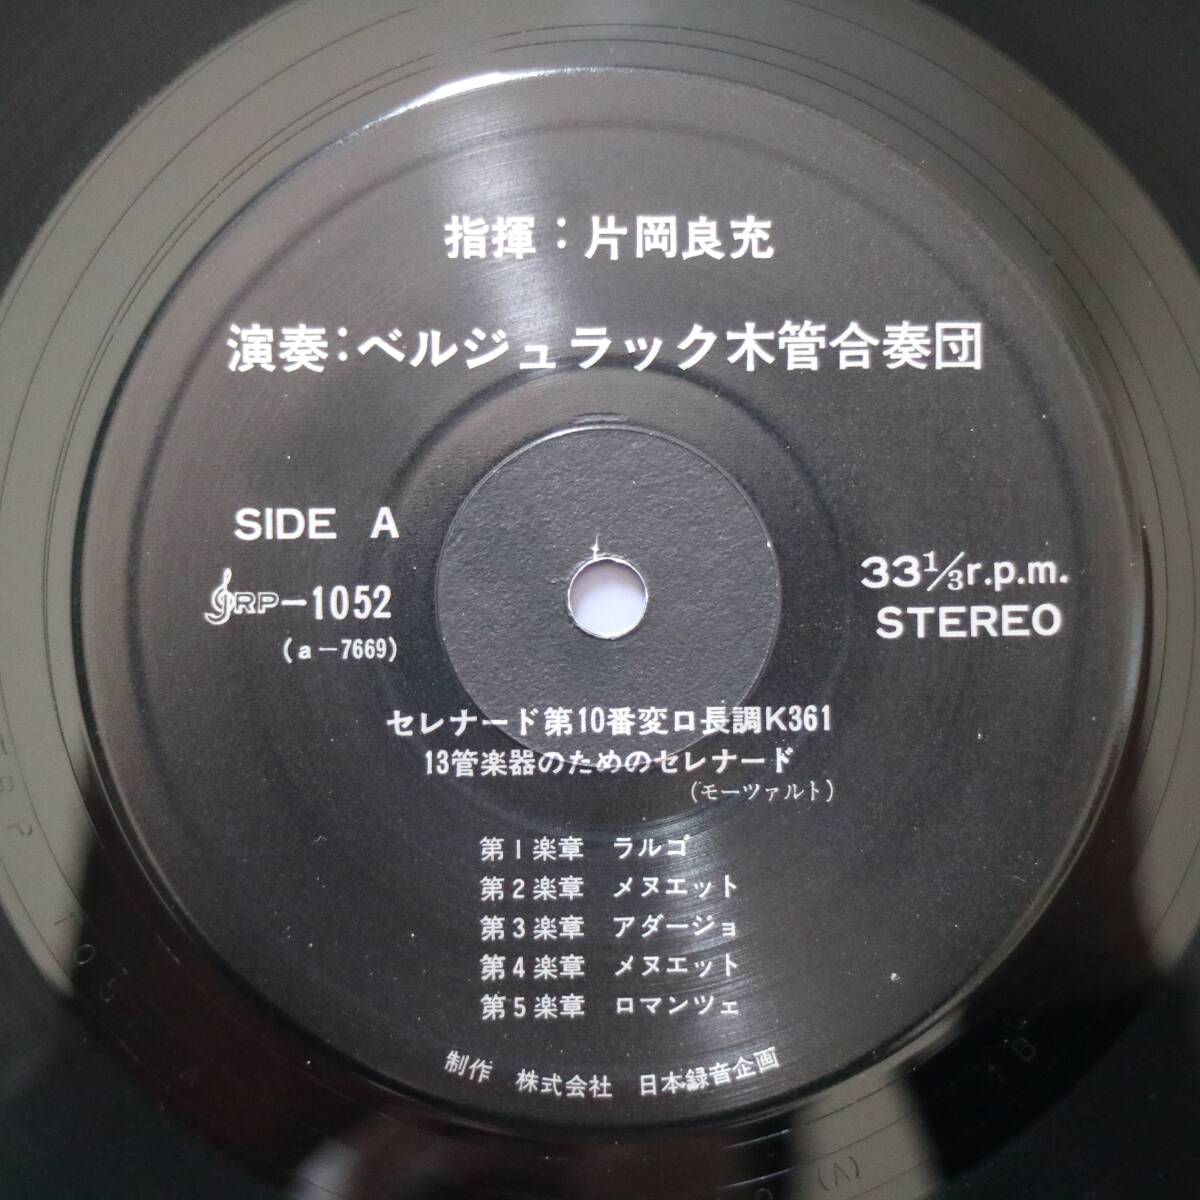 指揮：片岡良充
演奏：ベルジュラック木管合奏団
SIDE A
JRP-1052
(a-7669)
33 1/3 r.p.m.
STEREO
セレナード第10番変ロ長調K361
13管楽器のためのセレナード
(モーツァルト)
第1楽章 ラルゴ
第2楽章 メヌエット
第3楽章 アダージョ
第4楽章 メヌエット
第5楽章 ロマンツェ
制作 株式会社 日本録音企画
(A)